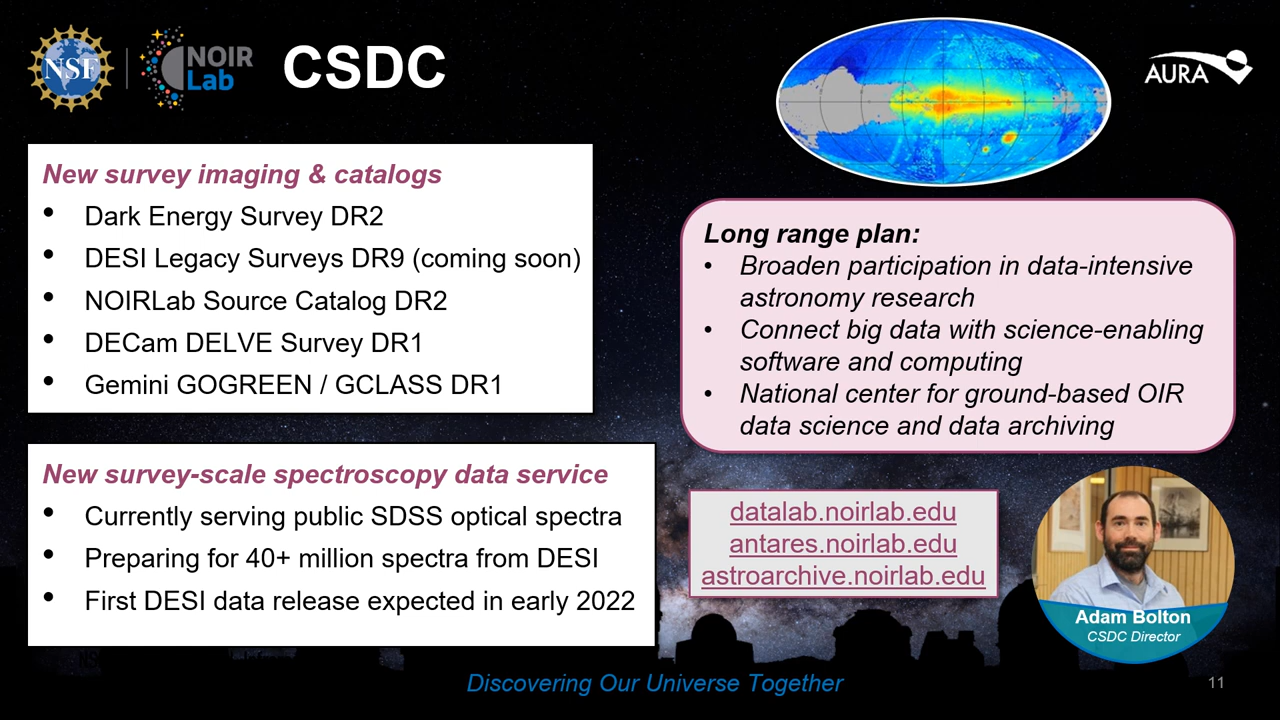 NSF
NOIR
Lab
CSDC
AURA
New survey imaging & catalogs
• Dark Energy Survey DR2
• DESI Legacy Surveys DR9 (coming soon)
• NOIRLab Source Catalog DR2
• DECam DELVE Survey DR1
• Gemini GOGREEN / GCLASS DR1
Long range plan:
• Broaden participation in data-intensive
astronomy research
• Connect big data with science-enabling
software and computing
• National center for ground-based OIR
data science and data archiving
New survey-scale spectroscopy data service
• Currently serving public SDSS optical spectra
• Preparing for 40+ million spectra from DESI
• First DESI data release expected in early 2022
datalab.noirlab.edu
antares.noirlab.edu
astroarchive.noirlab.edu
Adam Bolton
CSDC Director
Discovering Our Universe Together
11